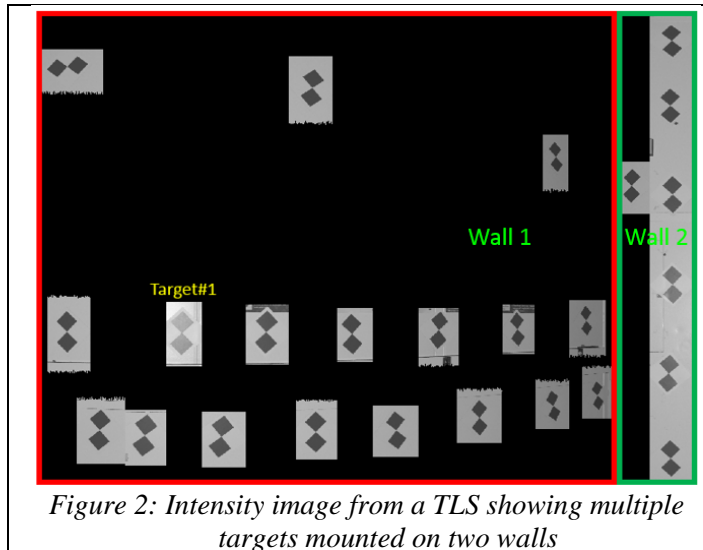 Target#1
Wall 1
Wall 2
Figure 2: Intensity image from a TLS showing multiple
targets mounted on two walls